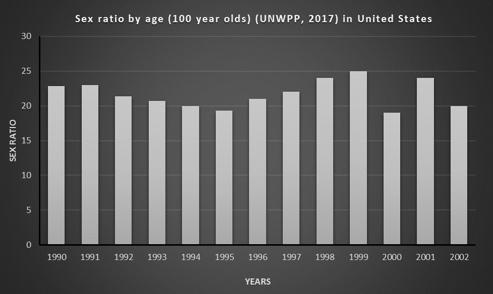 Sex ratio by age (100 year olds) (UNWPP, 2017) in United States
30
25
20
15
10
5
0
SEX RATIO
1990 1991 1992 1993 1994 1995 1996 1997 1998 1999 2000 2001 2002
YEARS